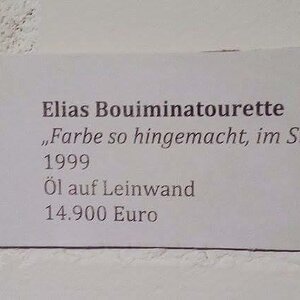 Elias Bouiminatourette
„Farbe so hingemacht, im
1999
Öl auf Leinwand
14.900 Euro